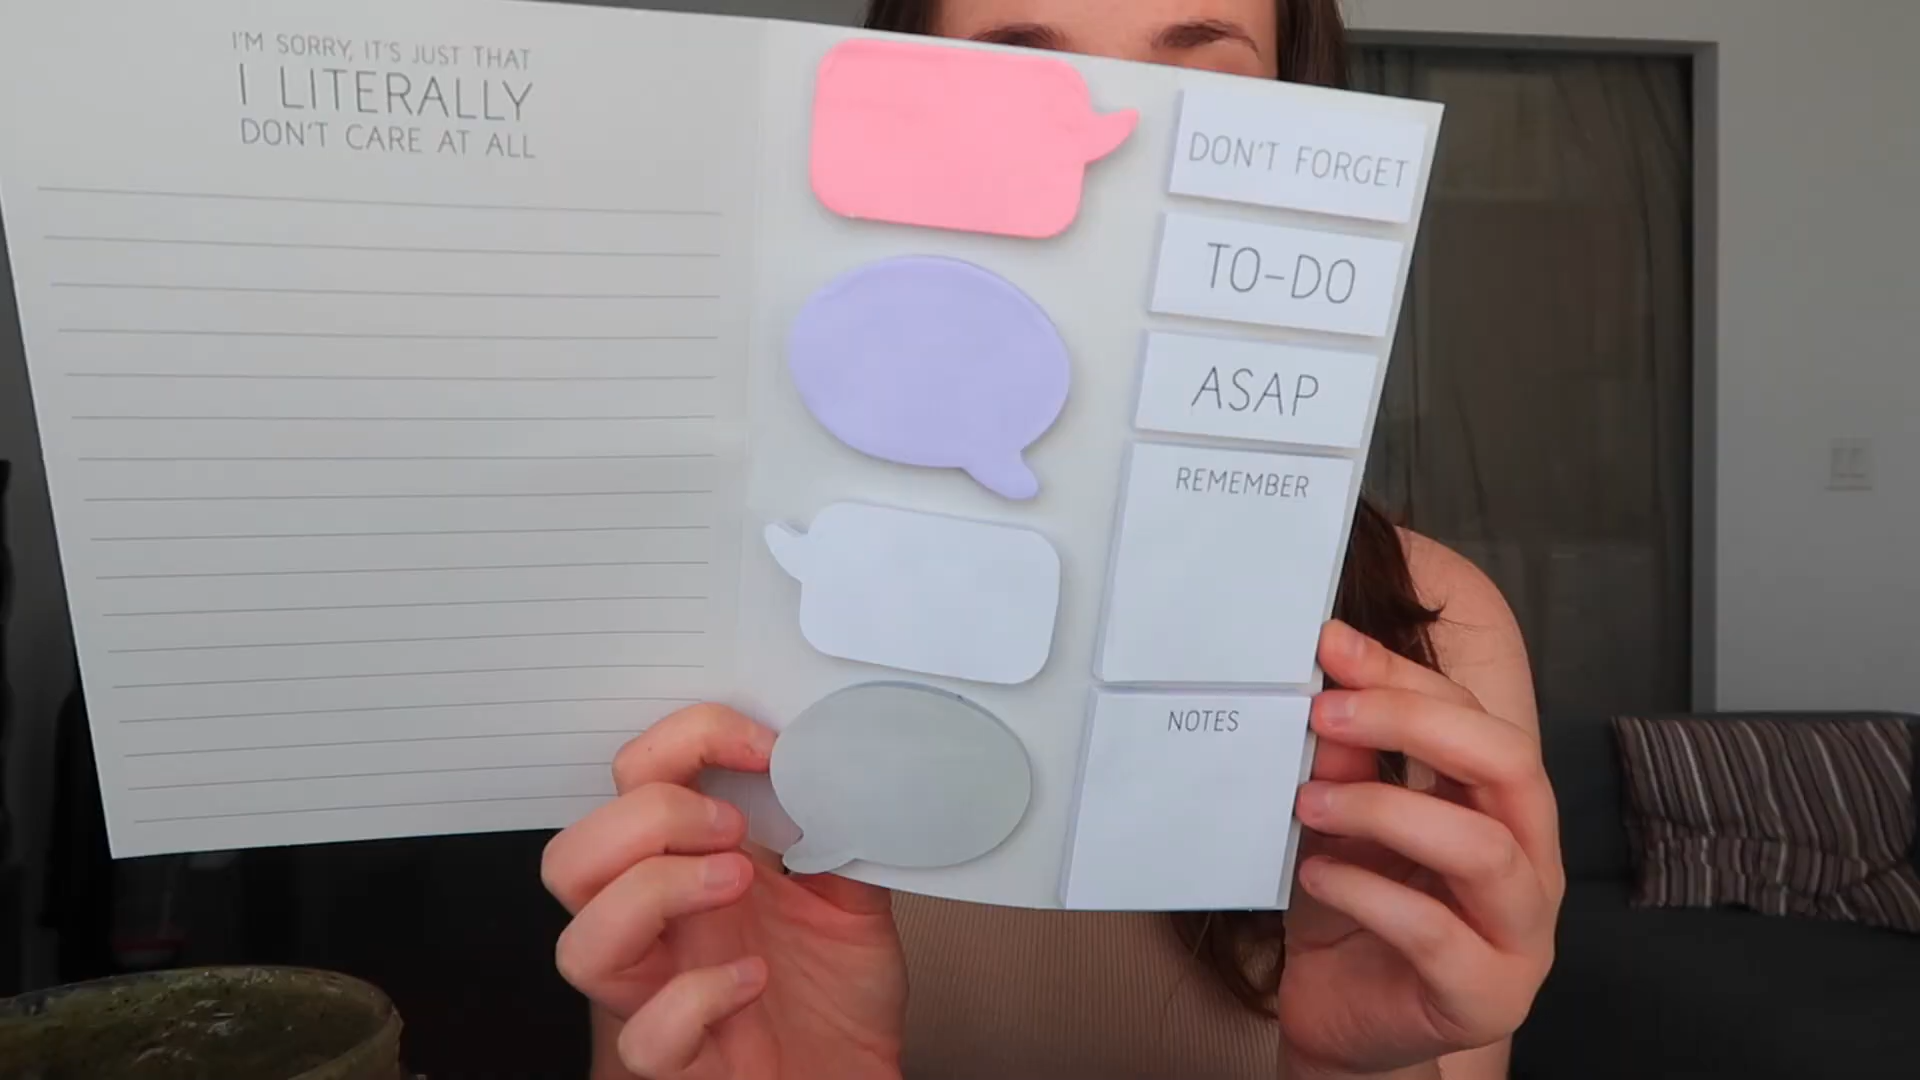 I'M SORRY, IT'S JUST THAT
I LITERALLY
DON'T CARE AT ALL
DON'T FORGET
TO-DO
ASAP
REMEMBER
NOTES